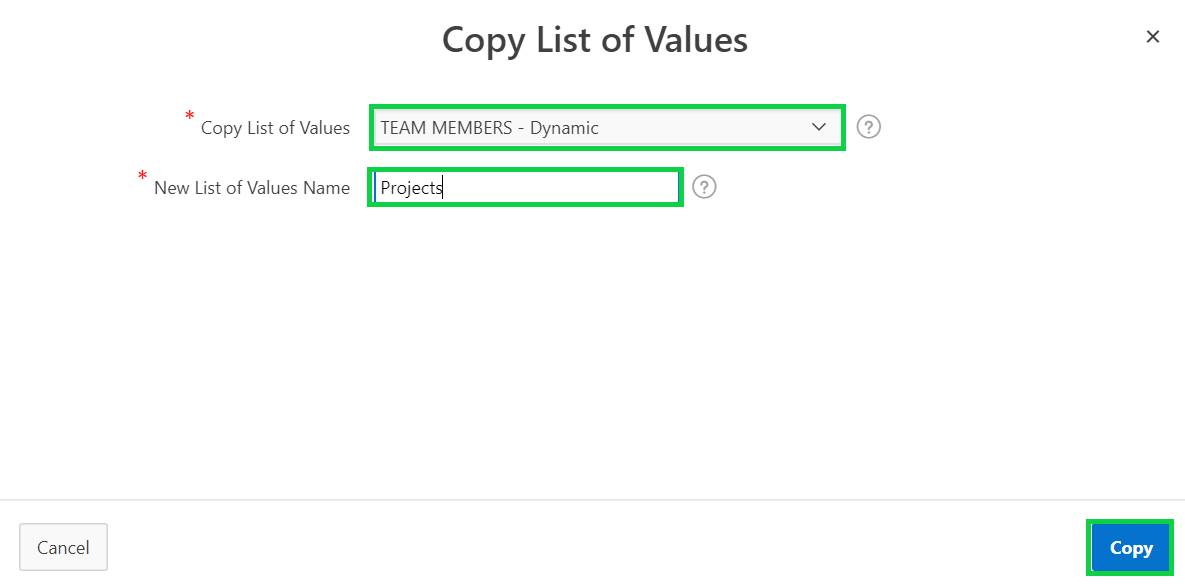 Copy List of Values
* Copy List of Values TEAM MEMBERS - Dynamic ?
* New List of Values Name Projects ?
Cancel Copy